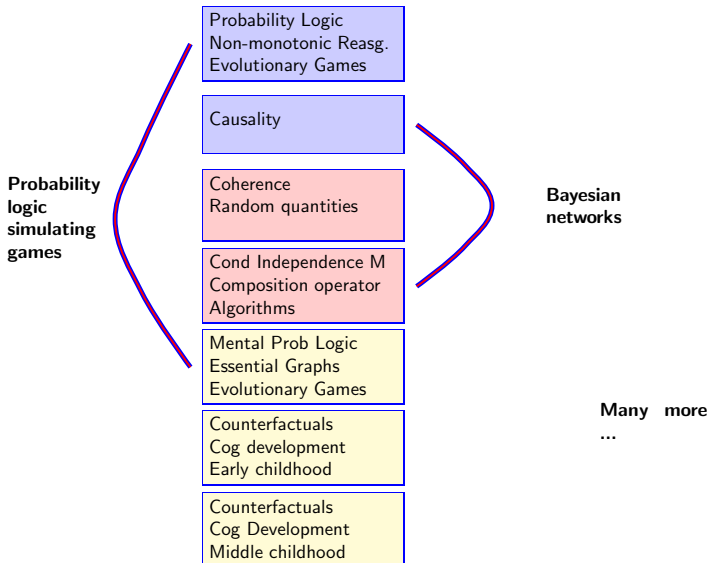 Probability Logic
Non-monotonic Reasg.
Evolutionary Games
Causality
Probability
logic
simulating
games
Coherence
Random quantities
Bayesian
networks
Cond Independence M
Composition operator
Algorithms
Mental Prob Logic
Essential Graphs
Evolutionary Games
Many more
...
Counterfactuals
Cog development
Early childhood
Counterfactuals
Cog Development
Middle childhood